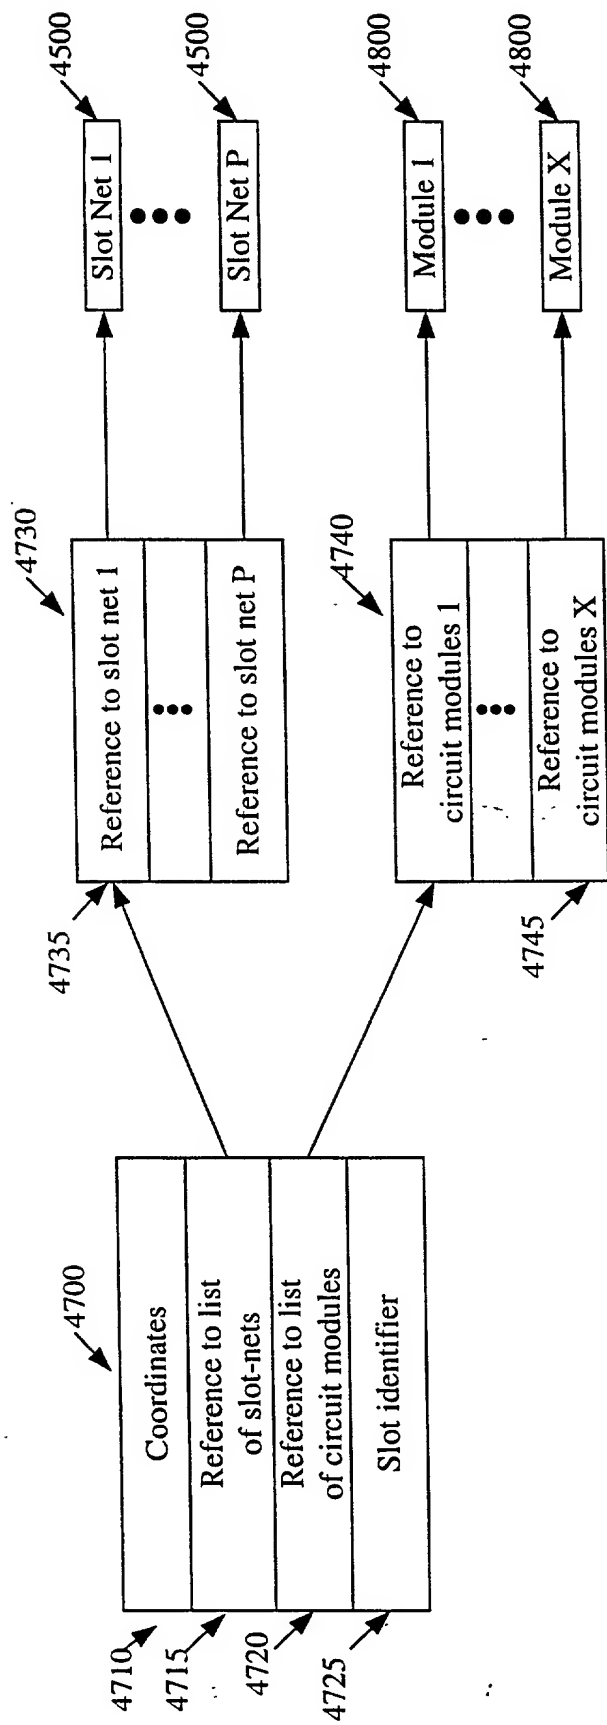 4700
4710
Coordinates
4715
Reference to list
of slot-nets
4720
Reference to list
of circuit modules
4725
Slot identifier
4730
4735
Reference to slot net 1
Reference to slot net P
4740
Reference to
circuit modules 1
Reference to
circuit modules X
4745
4500
Slot Net 1
4500
Slot Net P
4800
Module 1
4800
Module X